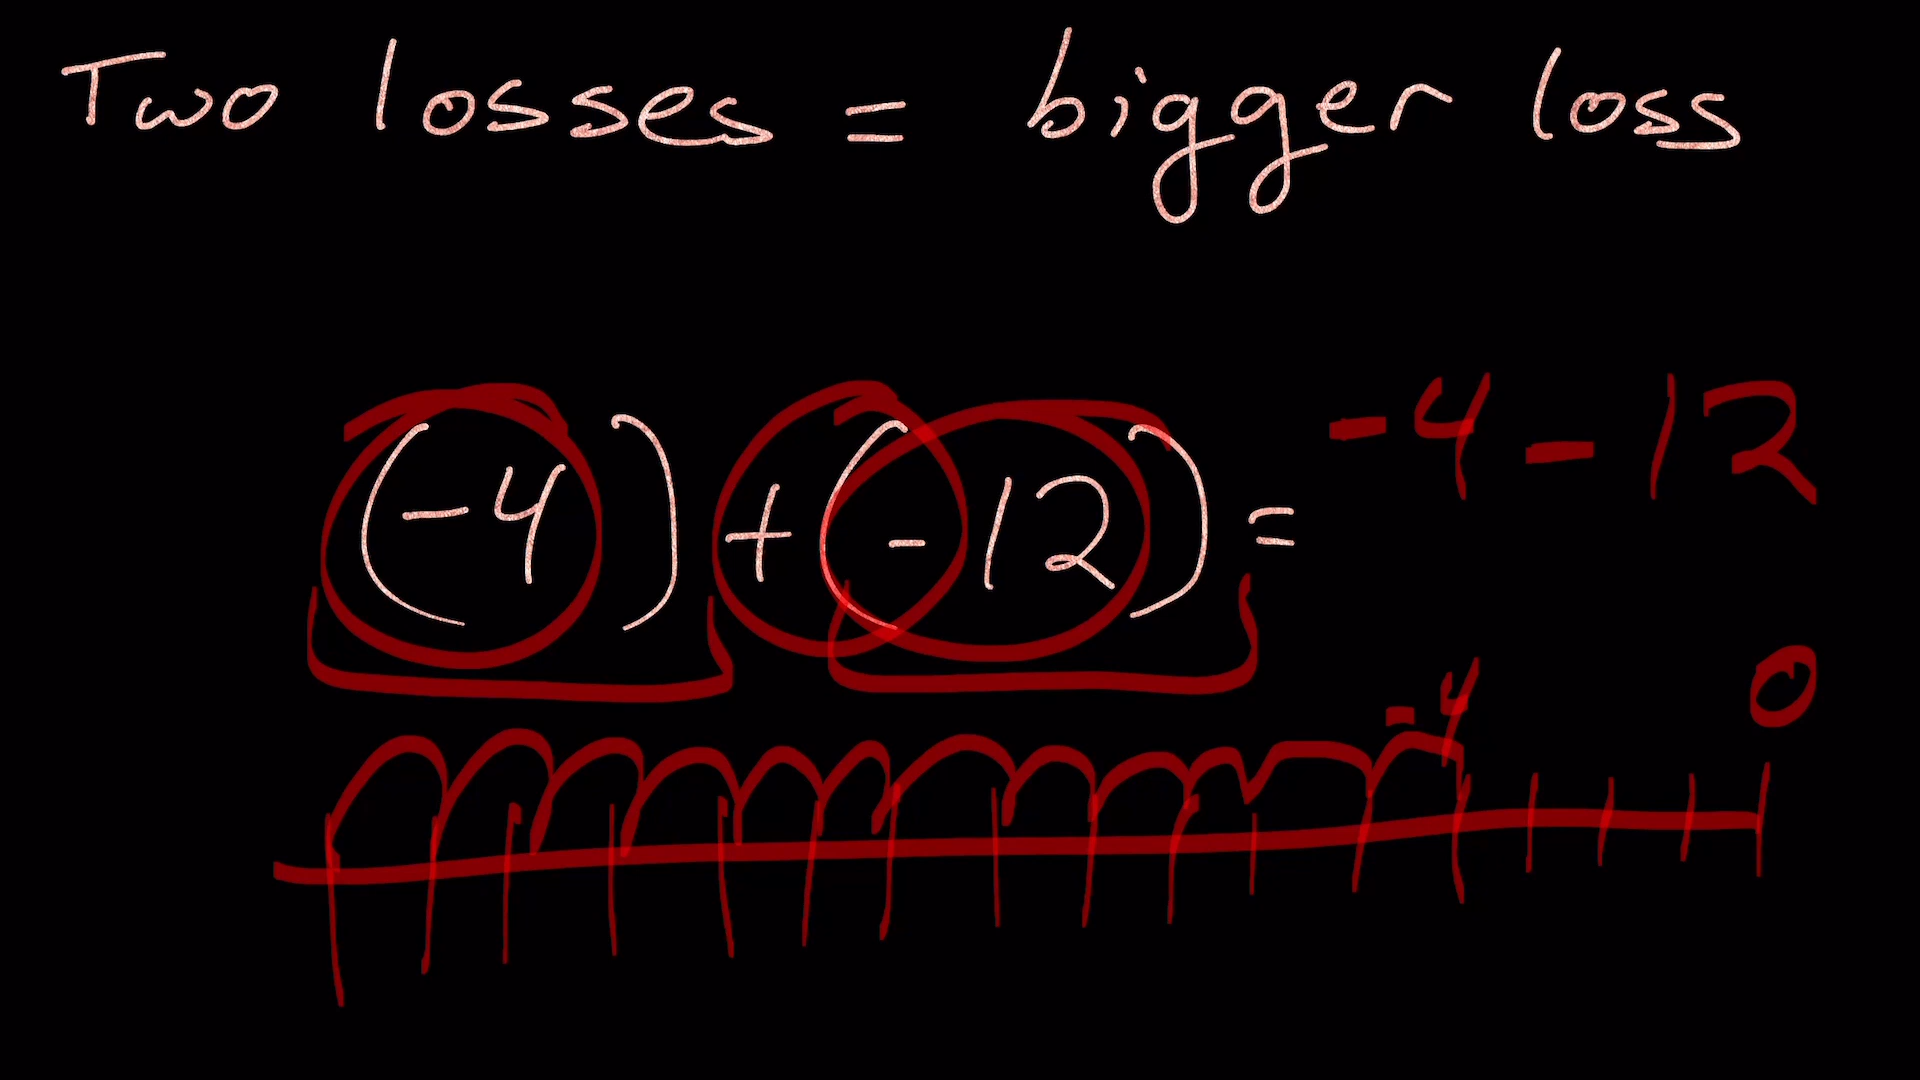 Two losses = bigger loss
(-4) + (-12) = -4-12
-4 0